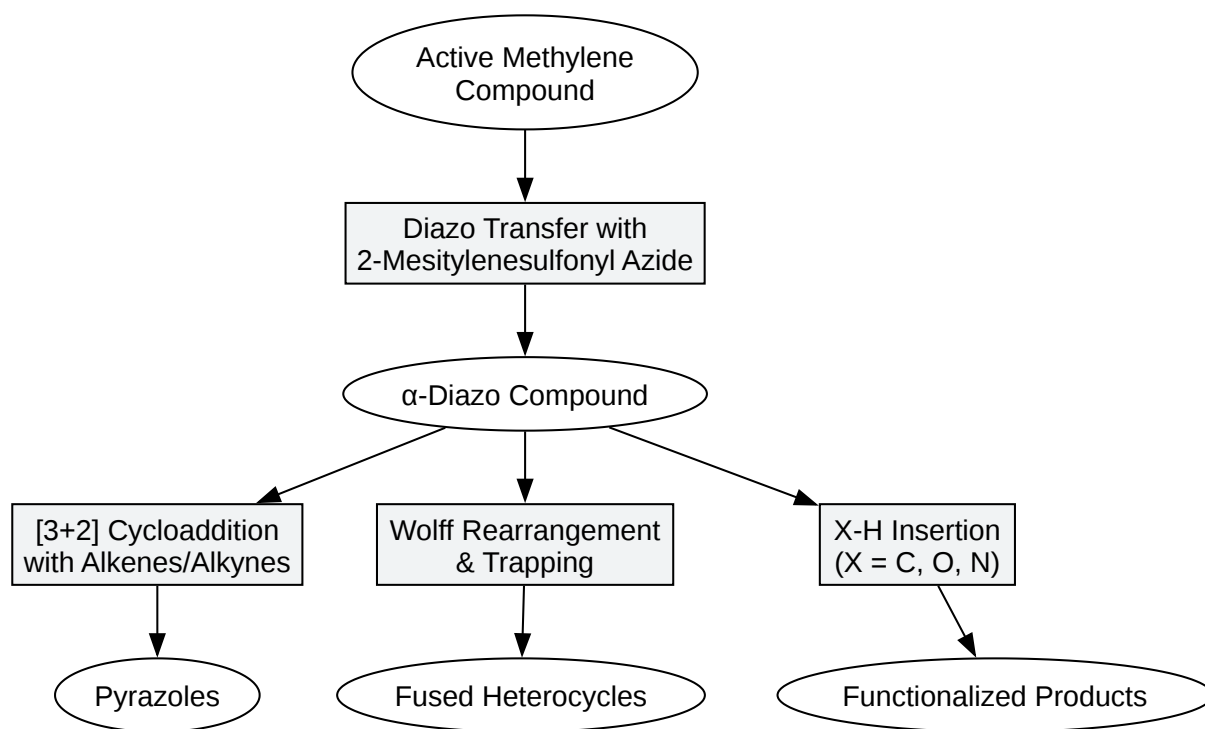 Active Methylene
Compound
Diazo Transfer with
2-Mesitylenesulfonyl Azide
α-Diazo Compound
[3+2] Cycloaddition
with Alkenes/Alkynes
Wolff Rearrangement
& Trapping
X-H Insertion
(X = C, O, N)
Pyrazoles
Fused Heterocycles
Functionalized Products